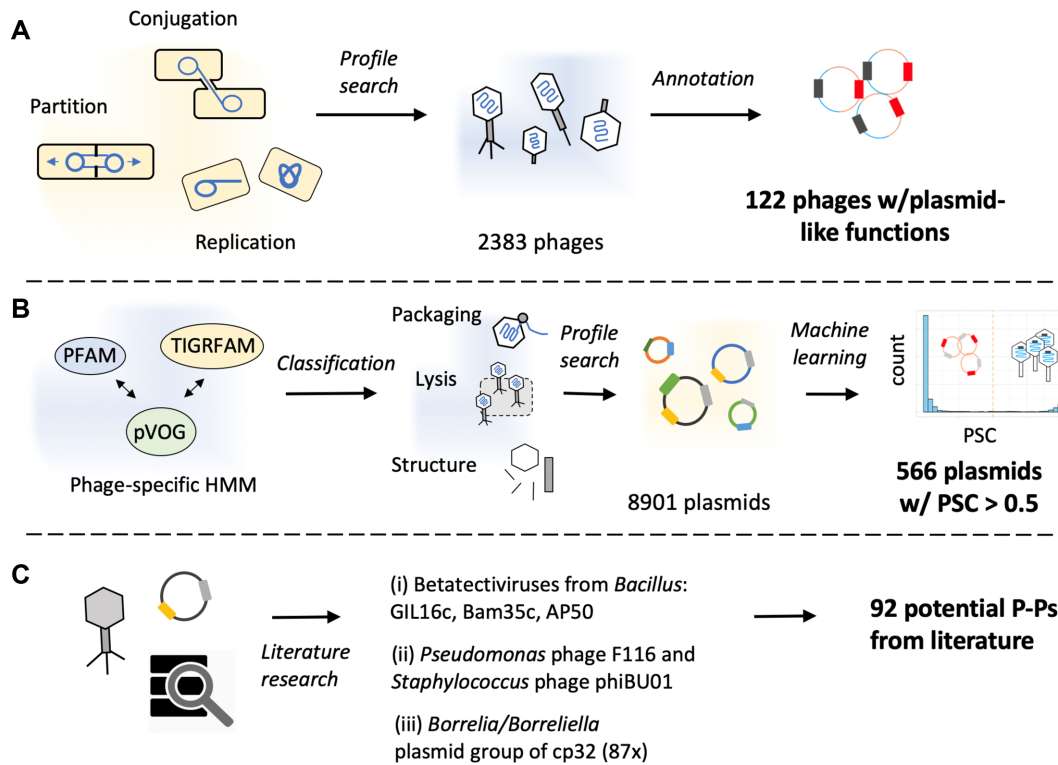 A
Conjugation
Partition
Replication
Profile
search
2383 phages
Annotation
122 phages w/plasmid-
like functions
B
PFAM
TIGRFAM
pVOG
Phage-specific HMM
Classification
Packaging
Lysis
Structure
Profile
search
8901 plasmids
Machine
learning
count
PSC
566 plasmids
w/ PSC > 0.5
C
Literature
research
(i) Betatectiviruses from Bacillus:
GIL16c, Bam35c, AP50
(ii) Pseudomonas phage F116 and
Staphylococcus phage phiBU01
(iii) Borrelia/Borreliella
plasmid group of cp32 (87x)
92 potential P-Ps
from literature